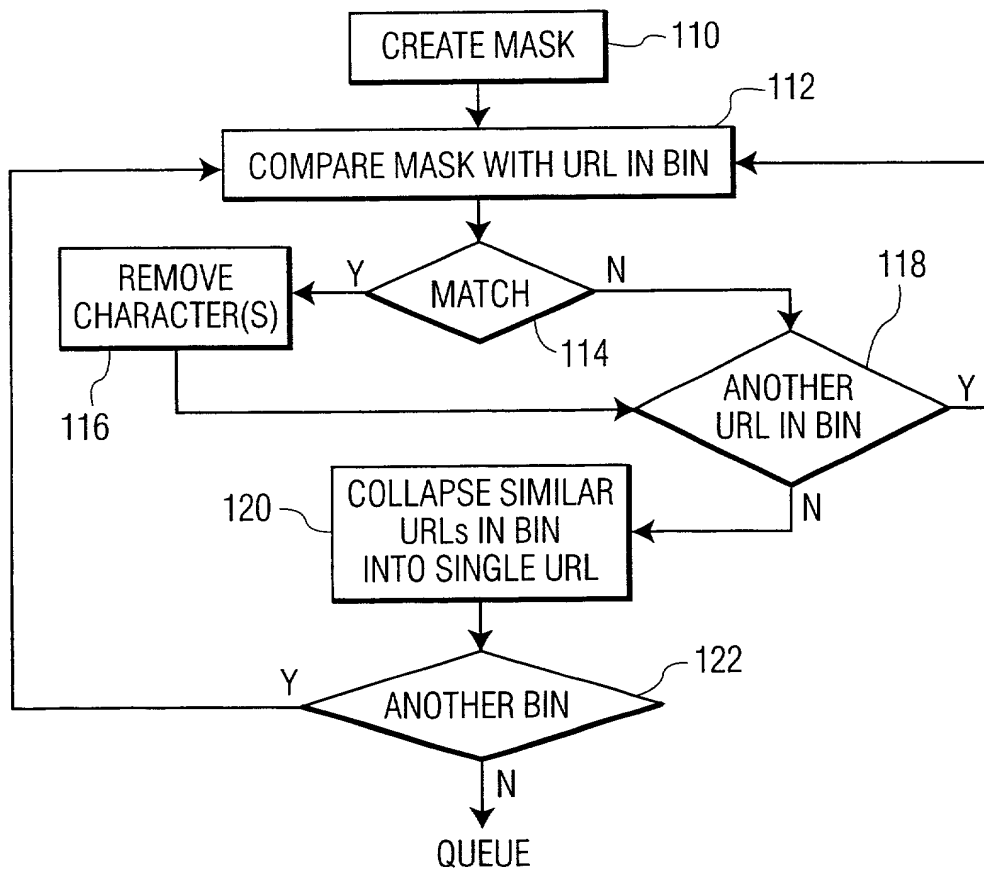 CREATE MASK
110
112
COMPARE MASK WITH URL IN BIN
REMOVE
CHARACTER(S)
116
Y
MATCH
N
114
118
ANOTHER
URL IN BIN
Y
N
120
COLLAPSE SIMILAR
URLs IN BIN
INTO SINGLE URL
122
Y
ANOTHER BIN
N
QUEUE